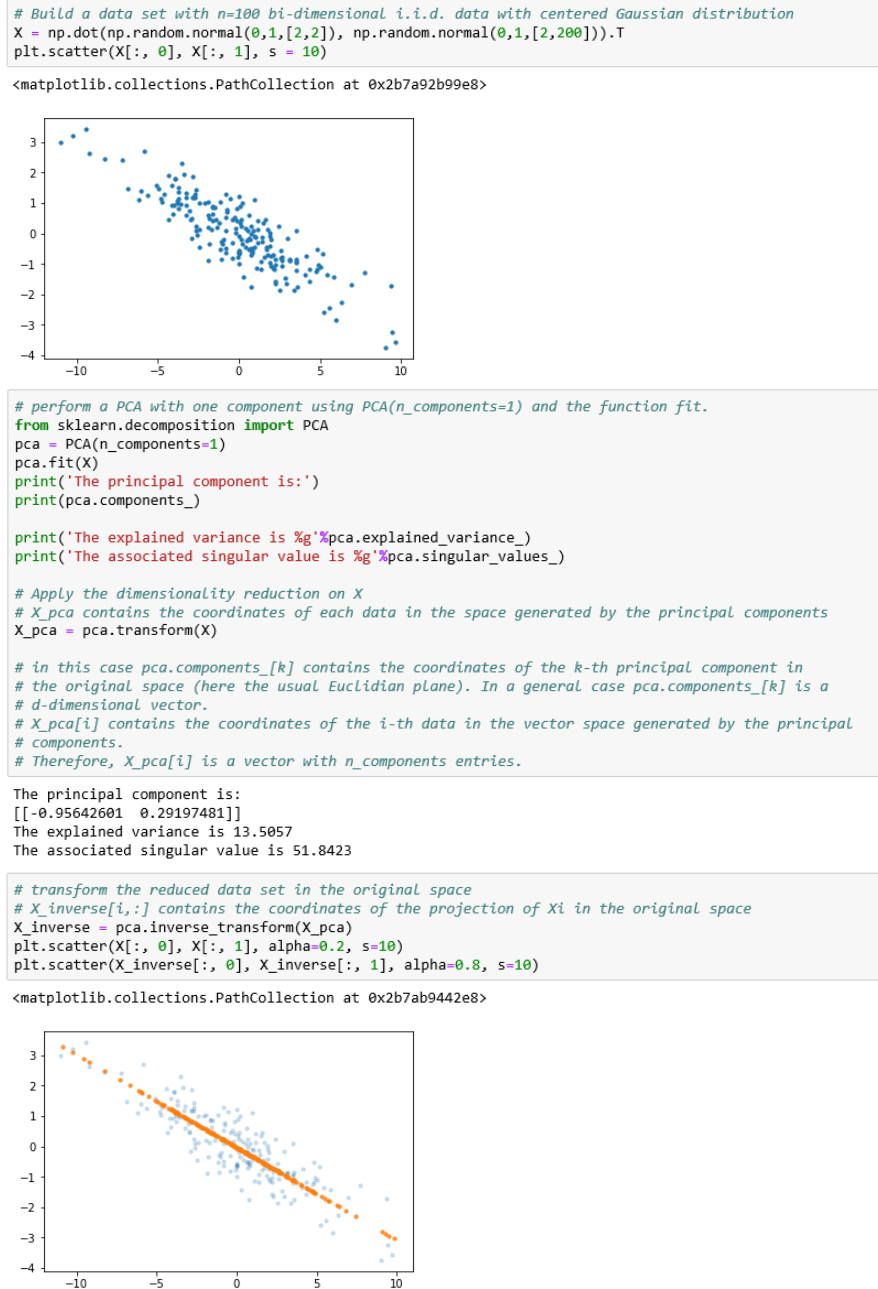 # Build a data set with n=100 bi-dimensional i.i.d. data with centered Gaussian distribution
X = np.dot(np.random.normal(0,1,[2,2]), np.random.normal(0,1,[2,200])).T
plt.scatter(X[:, 0], X[:, 1], s = 10)
<matplotlib.collections.PathCollection at 0x2b7a92b99e8>
3
2
1
0
−1
−2
−3
−4
−10 −5 0 5 10
# perform a PCA with one component using PCA(n_components=1) and the function fit.
from sklearn.decomposition import PCA
pca = PCA(n_components=1)
pca.fit(X)
print('The principal component is:')
print(pca.components_)
print('The explained variance is %g'%pca.explained_variance_)
print('The associated singular value is %g'%pca.singular_values_)
# Apply the dimensionality reduction on X
# X_pca contains the coordinates of each data in the space generated by the principal components
X_pca = pca.transform(X)
# in this case pca.components_[k] contains the coordinates of the k-th principal component in
# the original space (here the usual Euclidian plane). In a general case pca.components_[k] is a
# d-dimensional vector.
# X_pca[i] contains the coordinates of the i-th data in the vector space generated by the principal
# components.
# Therefore, X_pca[i] is a vector with n_components entries.
The principal component is:
[[-0.95642601  0.29197481]]
The explained variance is 13.5057
The associated singular value is 51.8423
# transform the reduced data set in the original space
# X_inverse[i,:] contains the coordinates of the projection of Xi in the original space
X_inverse = pca.inverse_transform(X_pca)
plt.scatter(X[:, 0], X[:, 1], alpha=0.2, s=10)
plt.scatter(X_inverse[:, 0], X_inverse[:, 1], alpha=0.8, s=10)
<matplotlib.collections.PathCollection at 0x2b7ab9442e8>
3
2
1
0
−1
−2
−3
−4
−10 −5 0 5 10